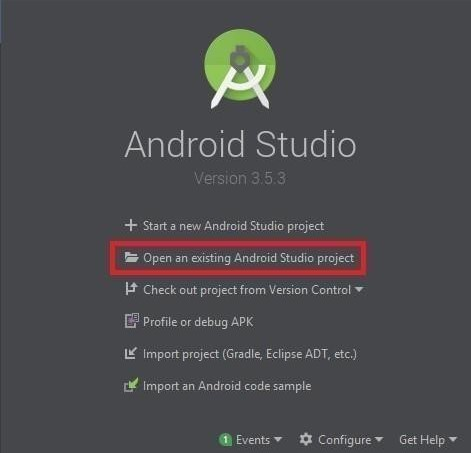 Android Studio
Version 3.5.3
Start a new Android Studio project
Open an existing Android Studio project
Check out project from Version Control
Profile or debug APK
Import project (Gradle, Eclipse ADT, etc.)
Import an Android code sample
1 Events Configure Get Help